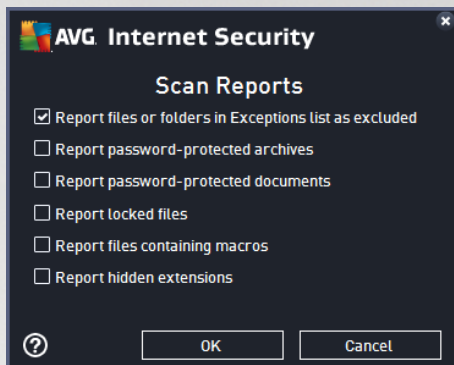 AVG. Internet Security
Scan Reports
Report files or folders in Exceptions list as excluded
Report password-protected archives
Report password-protected documents
Report locked files
Report files containing macros
Report hidden extensions
?
OK
Cancel